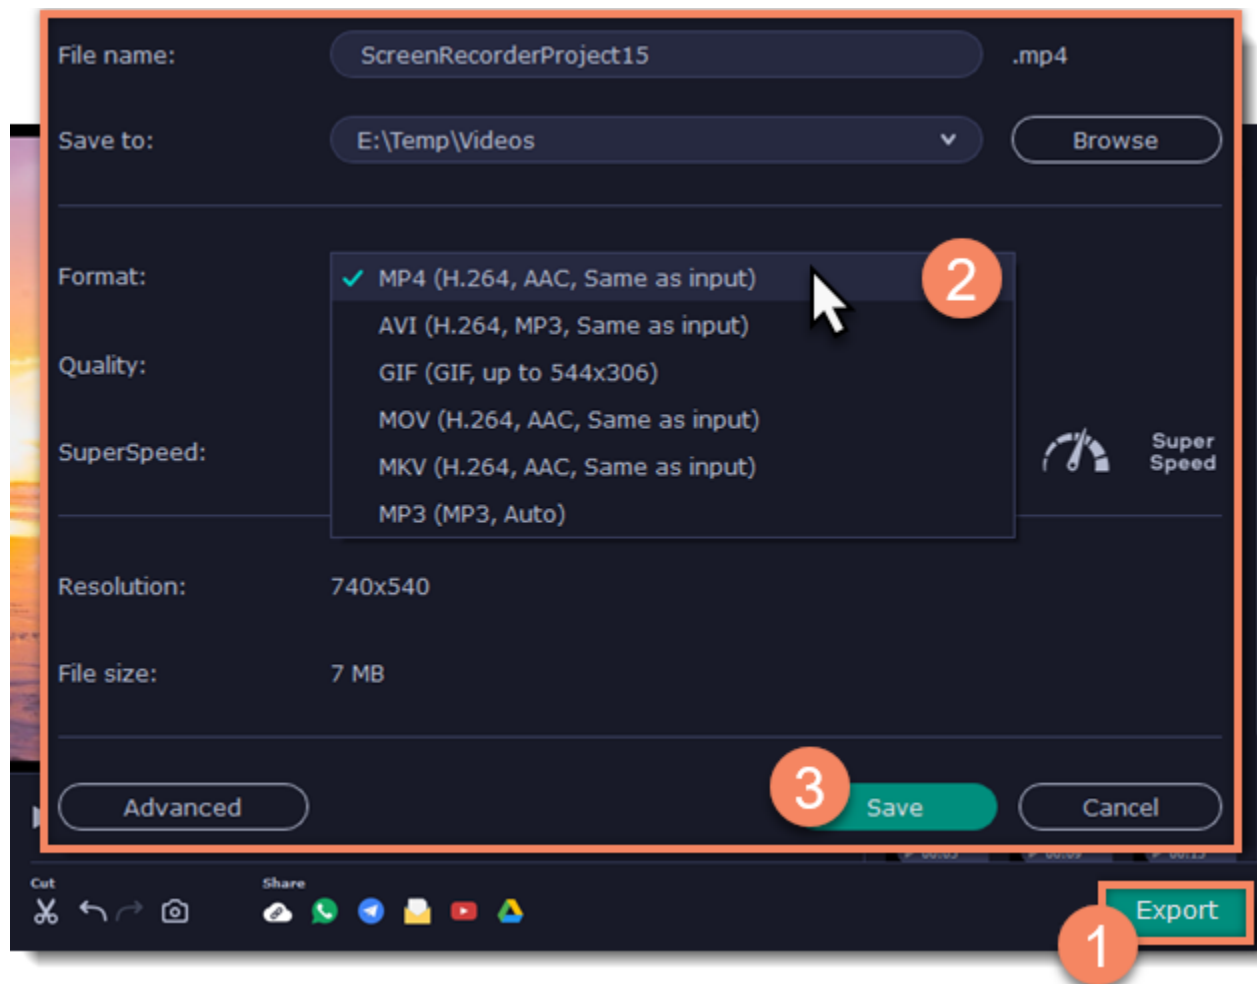 File name:
ScreenRecorderProject15
.mp4
Save to:
E:\Temp\Videos
Browse
Format:
MP4 (H.264, AAC, Same as input)
2
AVI (H.264, MP3, Same as input)
Quality:
GIF (GIF, up to 544x306)
MOV (H.264, AAC, Same as input)
SuperSpeed:
MKV (H.264, AAC, Same as input)
Super
Speed
MP3 (MP3, Auto)
Resolution:
740x540
File size:
7 MB
Advanced
3
Save
Cancel
Cut
Share
Export
1